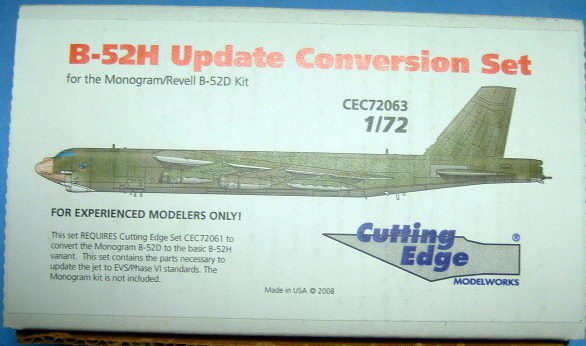 B-52H Update Conversion Set
for the Monogram/Revell B-52D Kit
CEC72063
1/72
FOR EXPERIENCED MODELERS ONLY!
This set REQUIRES Cutting Edge Set CEC72061 to
convert the Monogram B-52D to the basic B-52H
variant. This set contains the parts necessary to
update the jet to EVS/Phase VI standards. The
Monogram kit is not included.
Cutting
Edge ®
MODELWORKS
Made in USA © 2008